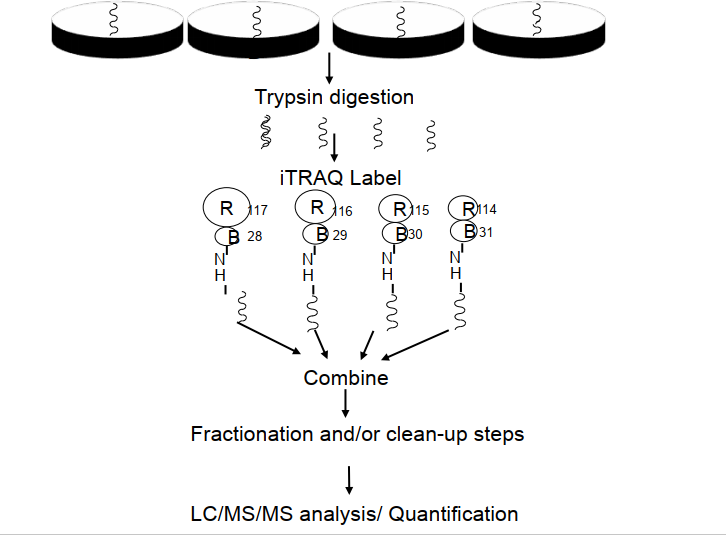 Trypsin digestion
iTRAQ Label
R 117 R 116 R 115 R 114
B 28 B 29 B 30 B 31
N N N N
H H H H
Combine
Fractionation and/or clean-up steps
LC/MS/MS analysis/ Quantification